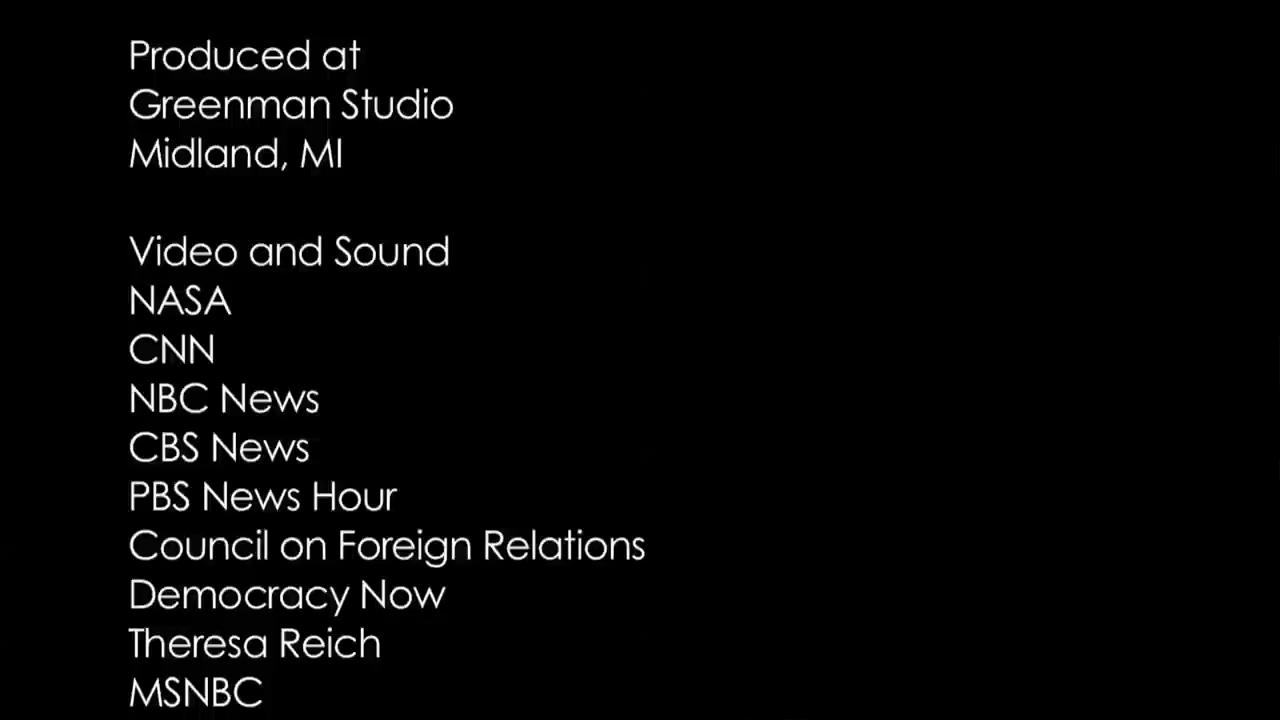 Produced at
Greenman Studio
Midland, MI
Video and Sound
NASA
CNN
NBC News
CBS News
PBS News Hour
Council on Foreign Relations
Democracy Now
Theresa Reich
MSNBC